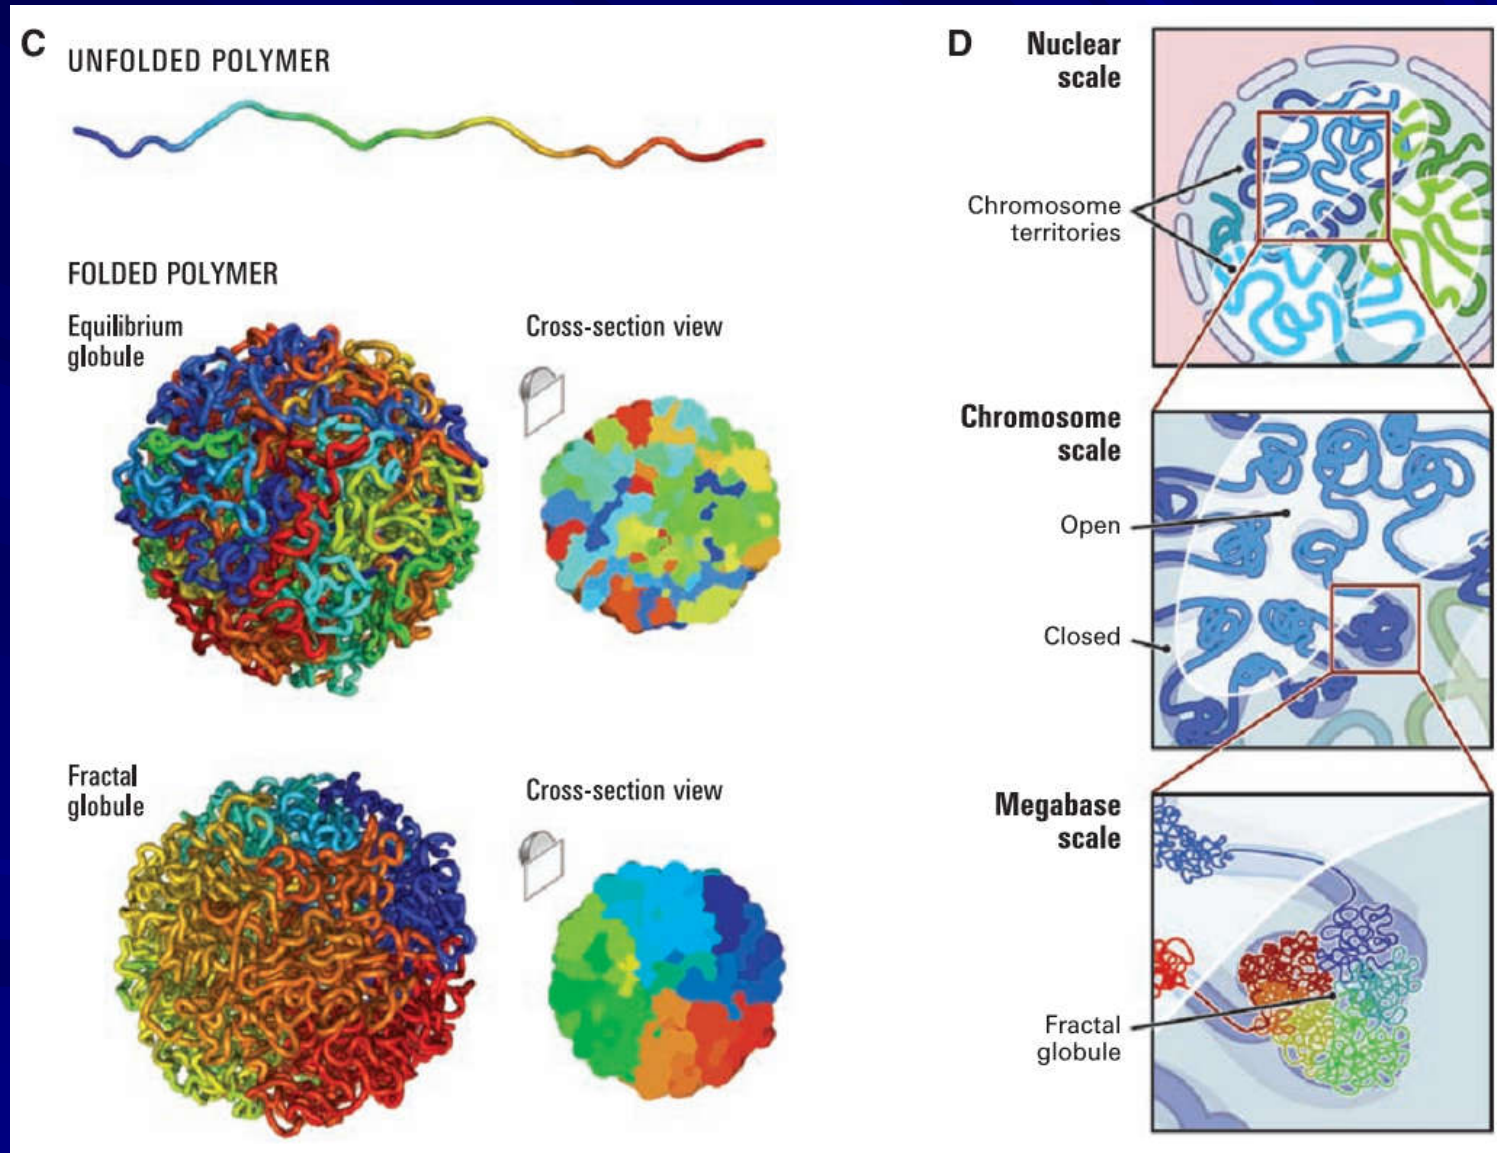 C
UNFOLDED POLYMER
FOLDED POLYMER
Equilibrium
globule
Cross-section view
Fractal
globule
Cross-section view
D
Nuclear
scale
Chromosome
territories
Chromosome
scale
Open
Closed
Megabase
scale
Fractal
globule